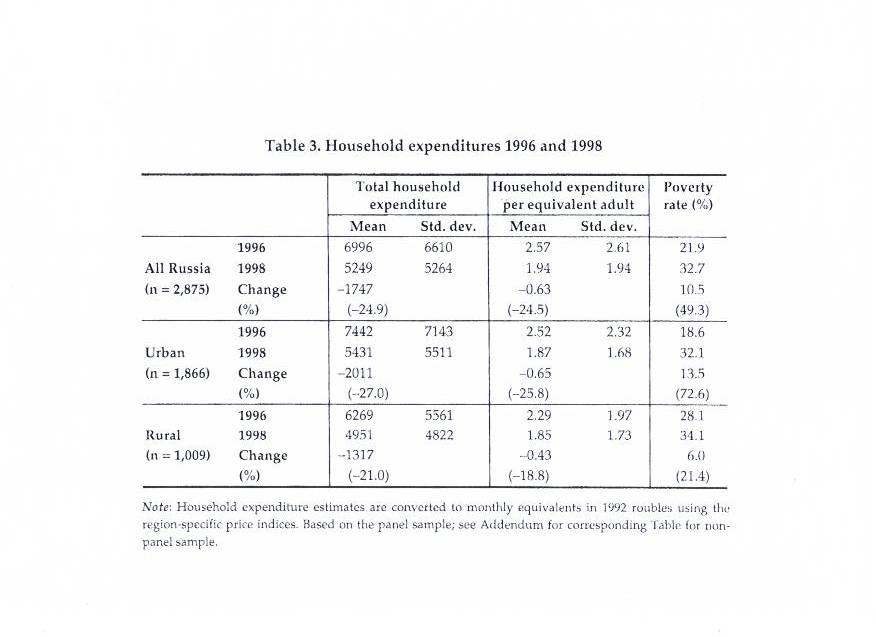 Table 3. Household expenditures 1996 and 1998
Total household Household expenditure Poverty
expenditure per equivalent adult rate (%)
Mean Std. dev. Mean Std. dev.
1996 6996 6610 2.57 2.61 21.9
All Russia 1998 5249 5264 1.94 1.94 32.7
(n = 2,875) Change –1747 –0.63 10.5
(%) (–24.9) (–24.5) (49.3)
1996 7442 7143 2.52 2.32 18.6
Urban 1998 5431 5511 1.87 1.68 32.1
(n = 1,866) Change –2011 –0.65 13.5
(%) (–27.0) (–25.8) (72.6)
1996 6269 5561 2.29 1.97 28.1
Rural 1998 4951 4822 1.85 1.73 34.1
(n = 1,009) Change –1317 –0.43 6.0
(%) (–21.0) (–18.8) (21.4)
Note: Household expenditure estimates are converted to monthly equivalents in 1992 roubles using the
region-specific price indices. Based on the panel sample; see Addendum for corresponding Table for non-
panel sample.